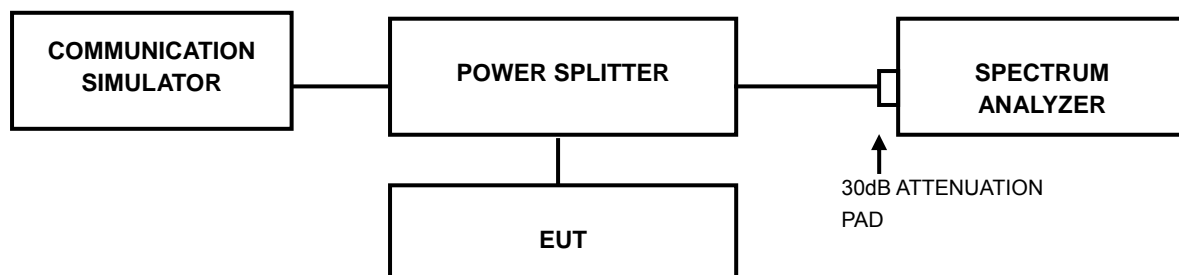 COMMUNICATION
SIMULATOR
POWER SPLITTER
SPECTRUM
ANALYZER
30dB ATTENUATION
PAD
EUT